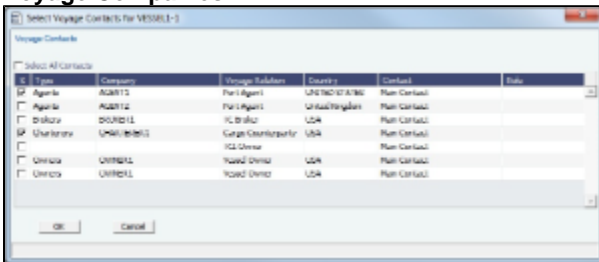 Voyage Companies
Select Voyage Contacts for VESSEL1-1
Voyage Contacts
Select All Contacts
S Type Company Voyage Relation Country Contact Role
Agents AGENT1 Port Agent UNITED STATES Main Contact
Agents AGENT2 Port Agent United Kingdom Main Contact
Brokers BROKER1 TC Broker USA Main Contact
Charterers CHARTERER1 Cargo Counterparty USA Main Contact
TCI Owner Main Contact
Owners OWNER1 Vessel Owner USA Main Contact
Owners OWNER1 Vessel Owner USA Main Contact
OK Cancel